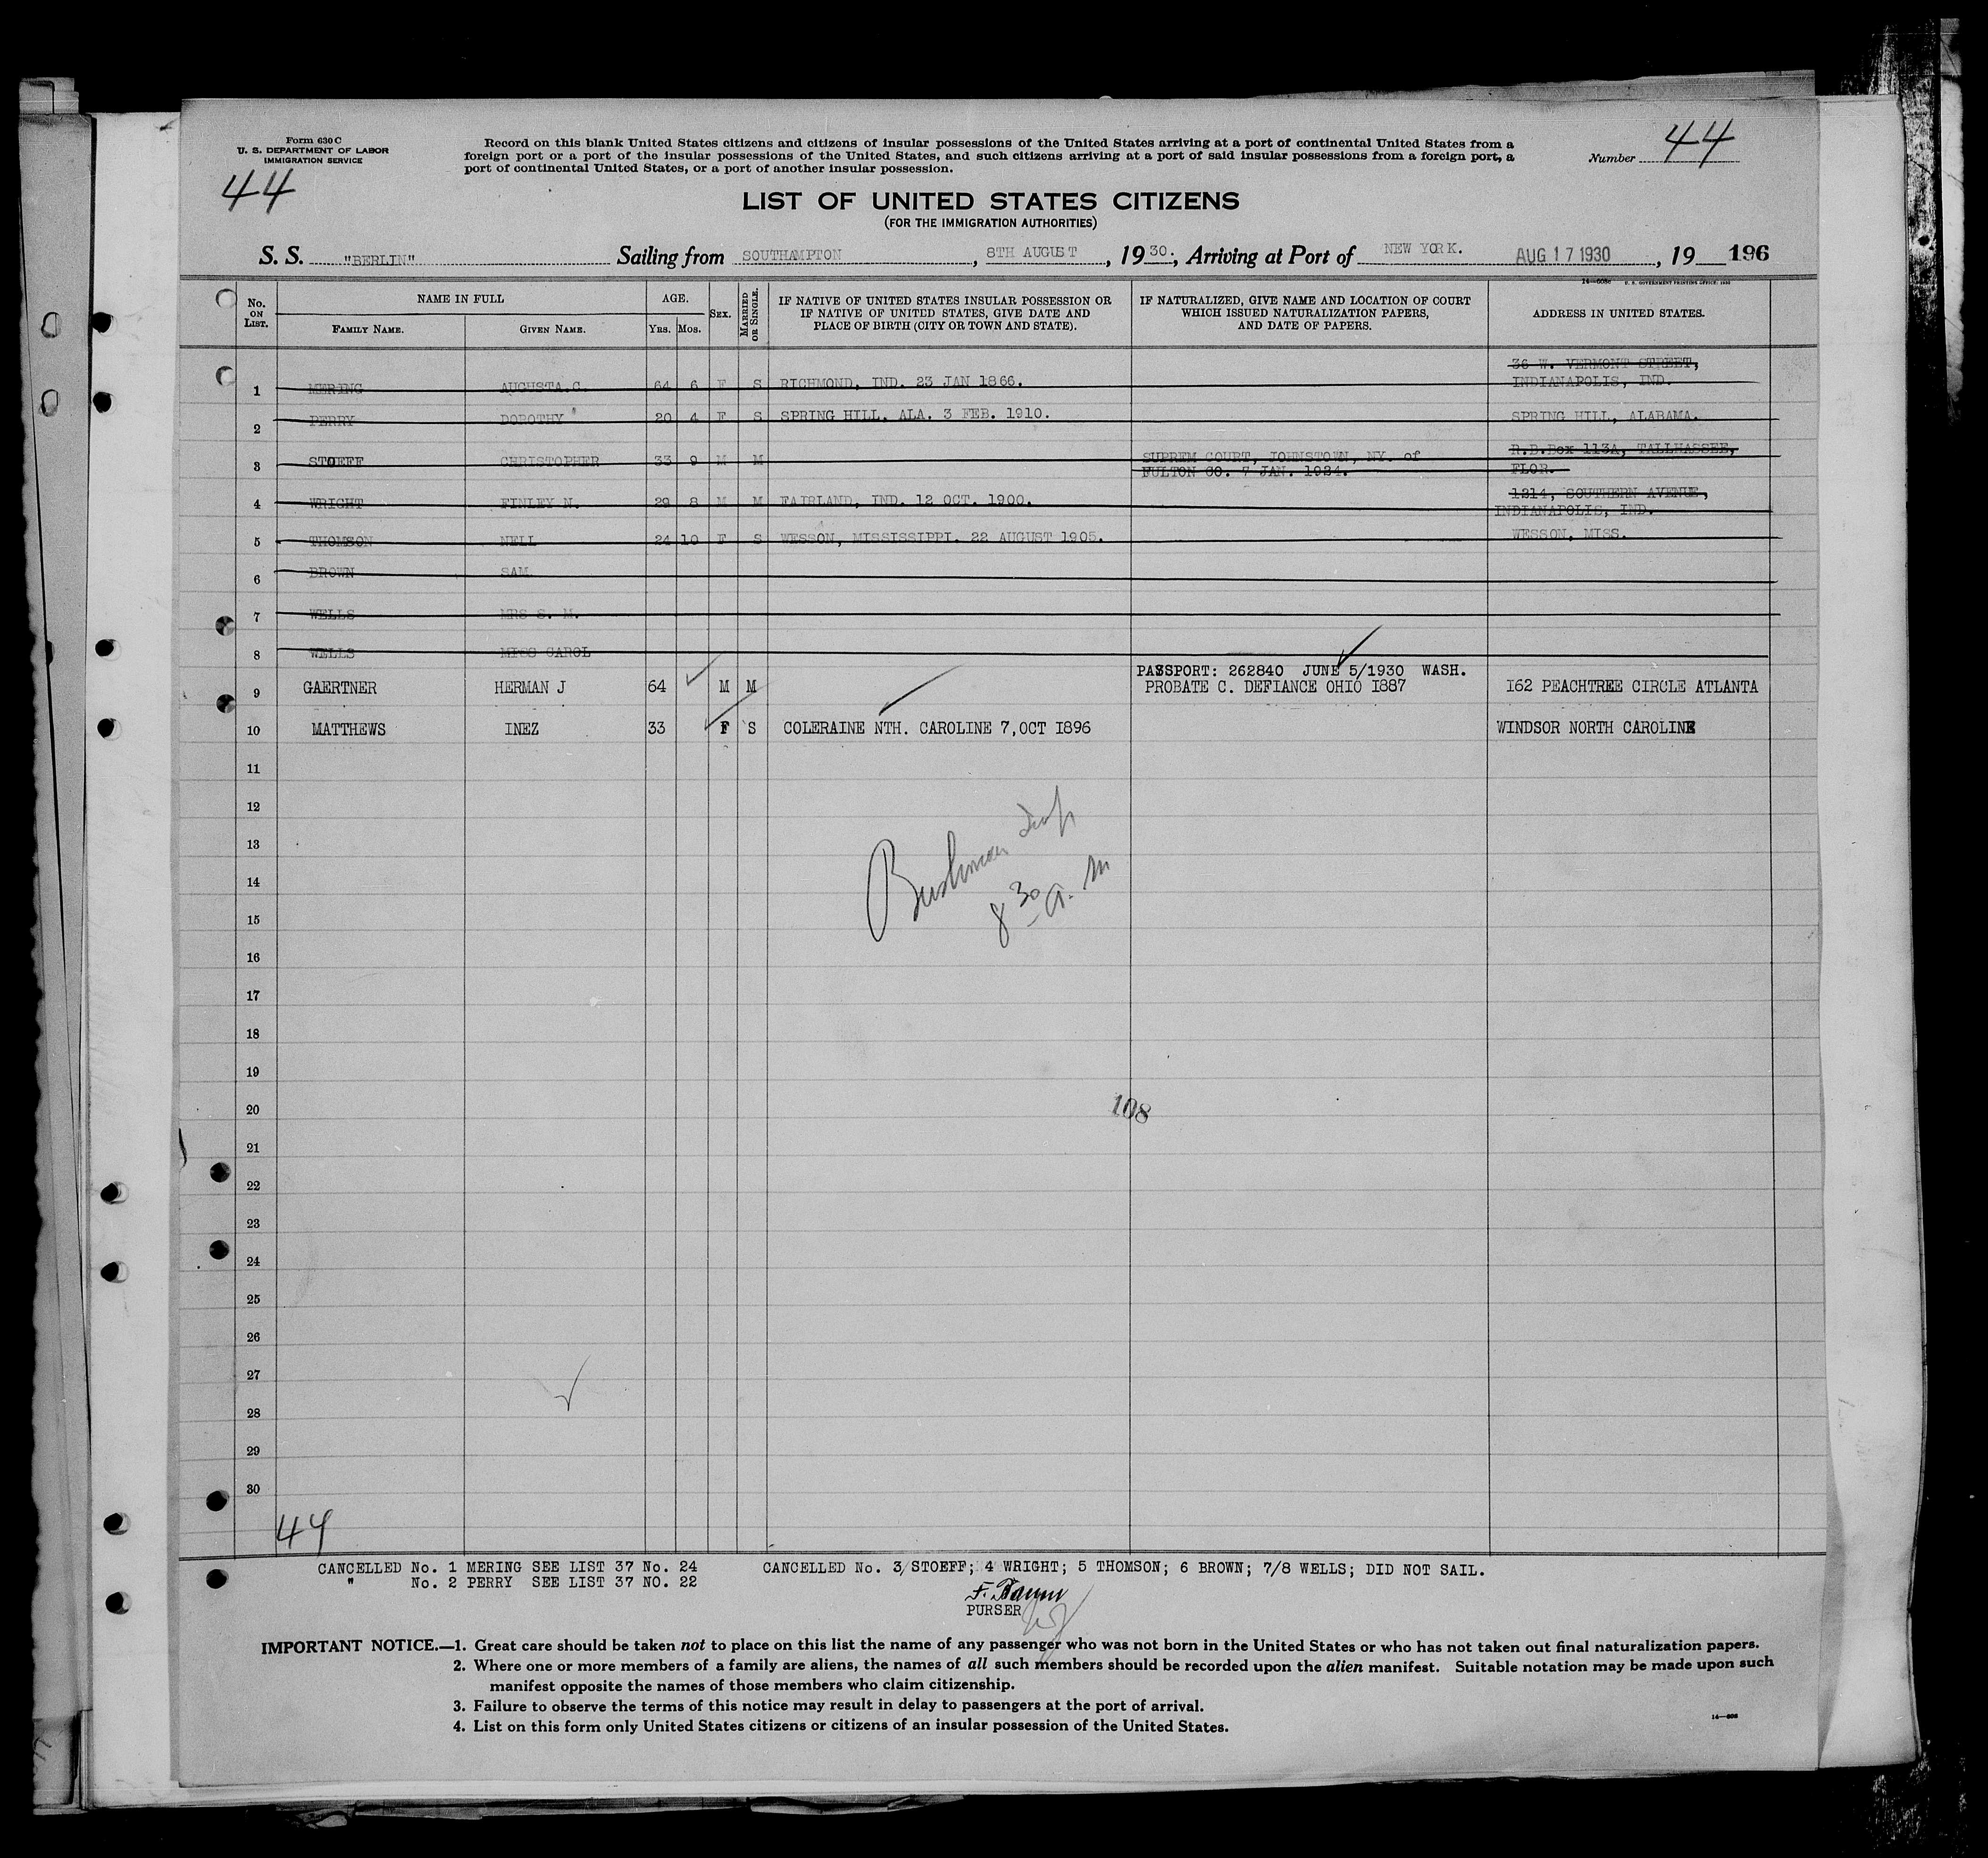 Form 630 C
U. S. DEPARTMENT OF LABOR
IMMIGRATION SERVICE
44
Record on this blank United States citizens and citizens of insular possessions of the United States arriving at a port of continental United States from a
foreign port or a port of the insular possessions of the United States, and such citizens arriving at a port of said insular possessions from a foreign port, a
port of continental United States, or a port of another insular possession.
Number 44
LIST OF UNITED STATES CITIZENS
(FOR THE IMMIGRATION AUTHORITIES)
S. S. "BERLIN" Sailing from SOUTHAMPTON, 8TH AUGUST, 1930., Arriving at Port of NEW YORK. AUG 17 1930, 19 196
14—608c U. S. GOVERNMENT PRINTING OFFICE: 1930
No. ON LIST. NAME IN FULL FAMILY NAME. GIVEN NAME. AGE. YRS. MOS. SEX. MARRIED OR SINGLE. IF NATIVE OF UNITED STATES INSULAR POSSESSION OR IF NATIVE OF UNITED STATES, GIVE DATE AND PLACE OF BIRTH (CITY OR TOWN AND STATE). IF NATURALIZED, GIVE NAME AND LOCATION OF COURT WHICH ISSUED NATURALIZATION PAPERS, AND DATE OF PAPERS. ADDRESS IN UNITED STATES.
36 W. VERMONT STREET,
1 MERING AUGUSTA.C. 64 6 F S RICHMOND, IND. 23 JAN 1866. INDIANAPOLIS, IND.
2 PERRY DOROTHY 20 4 F S SPRING HILL, ALA. 3 FEB. 1910. SPRING HILL, ALABAMA.
R.B.Box 113A, TALLHASSEE,
3 STOEFF CHRISTOPHER 33 9 M M SUPREM COURT, JOHNSTOWN, NY. of
FULTON CO. 7 JAN. 1924. FLOR.
1214, SOUTHERN AVENUE,
4 WRIGHT FINLEY N. 29 8 M M FAIRLAND, IND. 12 OCT. 1900. INDIANAPOLIS, IND.
5 THOMSON NELL 24 10 F S WESSON, MISSISSIPPI. 22 AUGUST 1905. WESSON, MISS.
6 BROWN SAM
7 WELLS MRS S. M.
8 WELLS MISS CAROL
PASSPORT: 262840 JUNE 5/1930 WASH.
9 GAERTNER HERMAN J 64 M M PROBATE C. DEFIANCE OHIO 1887 162 PEACHTREE CIRCLE ATLANTA
10 MATTHEWS INEZ 33 F S COLERAINE NTH. CAROLINE 7,OCT 1896 WINDSOR NORTH CAROLINE
11
12
13
Bushman Insp
14
8 30 A. M
15
16
17
18
19
20 108
21
22
23
24
25
26
27
28
29
30
44
CANCELLED No. 1 MERING SEE LIST 37 No. 24 CANCELLED No. 3/STOEFF; 4 WRIGHT; 5 THOMSON; 6 BROWN; 7/8 WELLS; DID NOT SAIL.
" No. 2 PERRY SEE LIST 37 NO. 22
PURSER
IMPORTANT NOTICE.—1. Great care should be taken not to place on this list the name of any passenger who was not born in the United States or who has not taken out final naturalization papers.
2. Where one or more members of a family are aliens, the names of all such members should be recorded upon the alien manifest. Suitable notation may be made upon such
manifest opposite the names of those members who claim citizenship.
3. Failure to observe the terms of this notice may result in delay to passengers at the port of arrival.
4. List on this form only United States citizens or citizens of an insular possession of the United States.
14—608